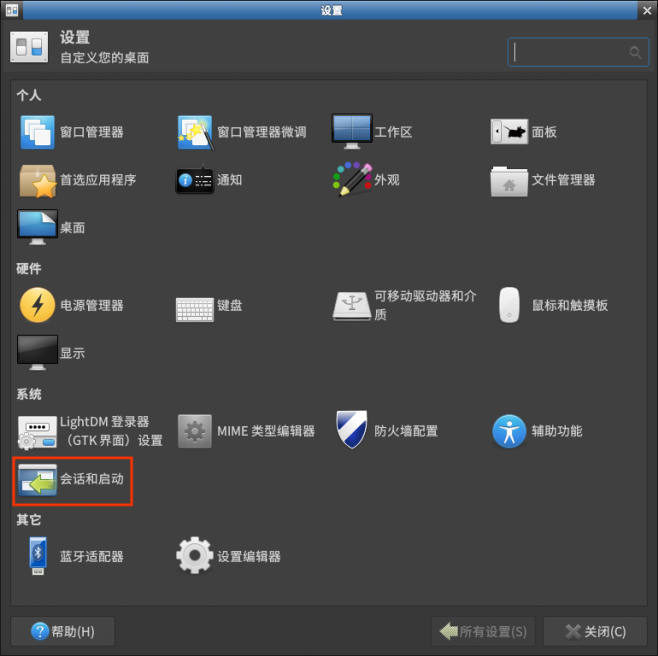 设置
设置
自定义您的桌面
个人
窗口管理器
窗口管理器微调
工作区
面板
首选应用程序
通知
外观
文件管理器
桌面
硬件
电源管理器
键盘
可移动驱动器和介
质
鼠标和触摸板
显示
系统
LightDM 登录器
（GTK 界面）设置
MIME 类型编辑器
防火墙配置
辅助功能
会话和启动
其它
蓝牙适配器
设置编辑器
帮助(H)
所有设置(S)
关闭(C)